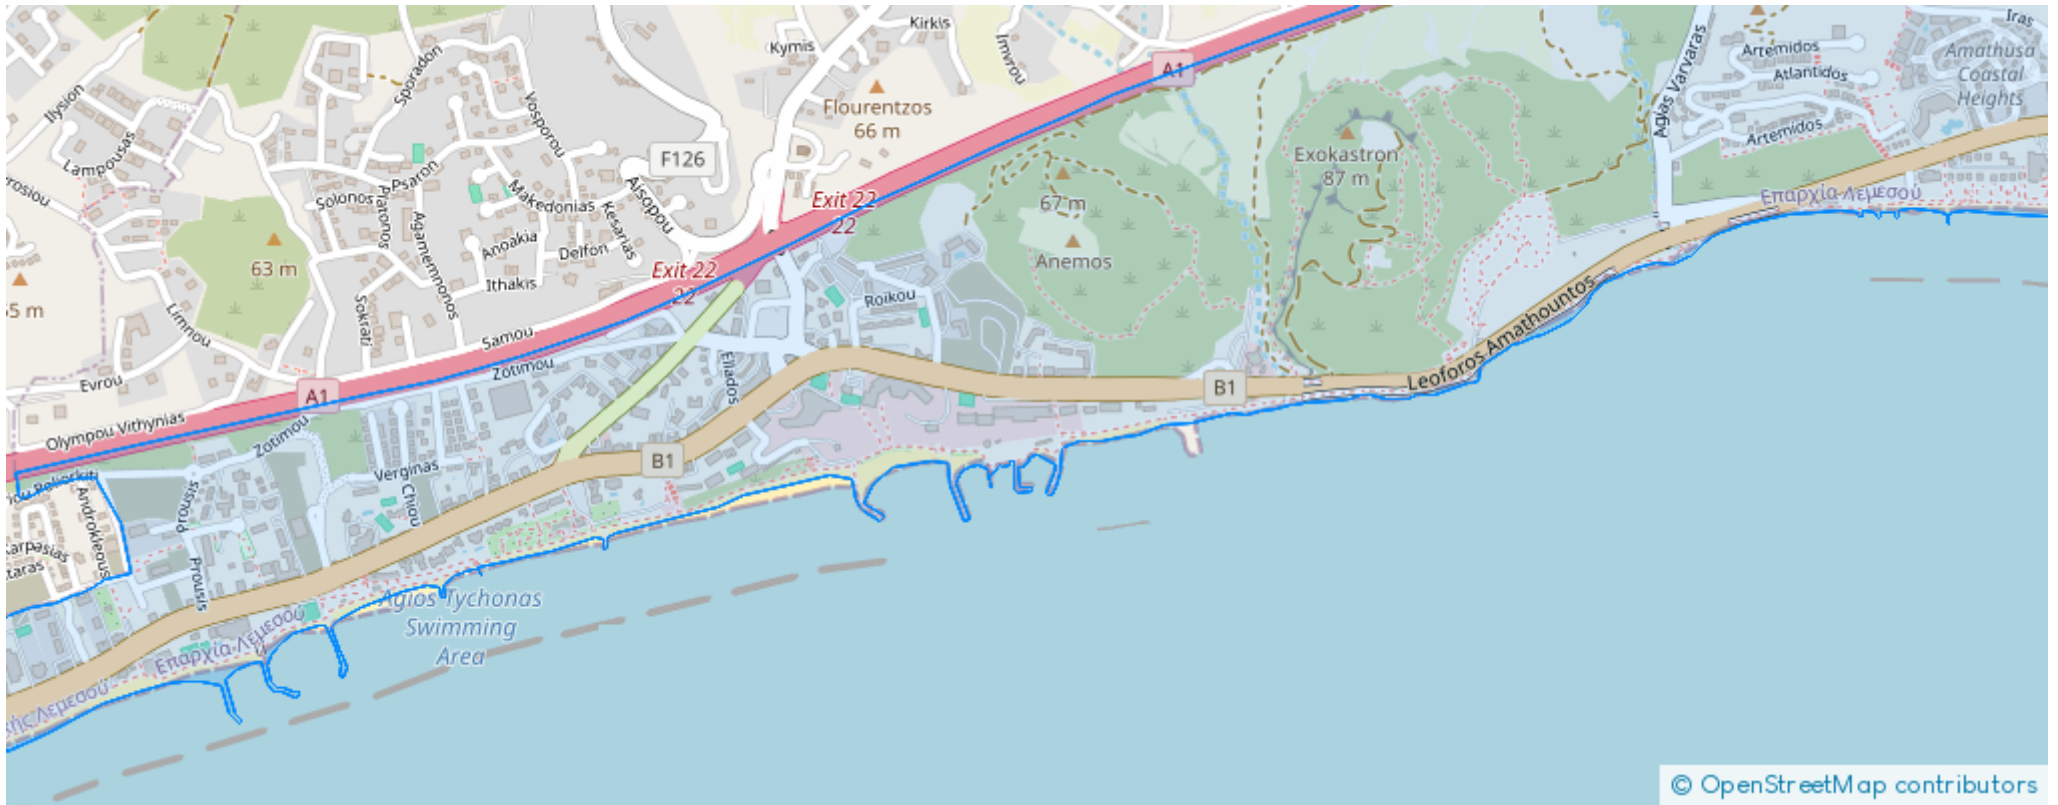 Kirkis
Kymis
Imvrou
A1
Flourentzos
66 m
Iras
Artemidos
Atlantidos
Amathusa
Coastal
Heights
Agias Varvaras
Artemidos
Ilysion
Sporadon
Vosporou
Lampousas
F126
Exokastron
87 m
Psaron
Solonos
Platonos
Makedonias
Aisopou
Kesarias
Agamemnonos
Exit 22
22
67 m
Επαρχία Λεμεσού
Anoakia
Delfon
63 m
Anemos
Exit 22
22
Ithakis
Roikou
Sokrati
Limnou
Samou
Zotimou
Eliados
Leoforos Amathountos
Evrou
A1
B1
Olympou Vithynias
Zotimou
Verginas
B1
Chiou
Androkleous
Prousis
Karpasias
Prousis
Agios Tychonas
Swimming
Area
Επαρχία Λεμεσού
Λεμεσού
© OpenStreetMap contributors